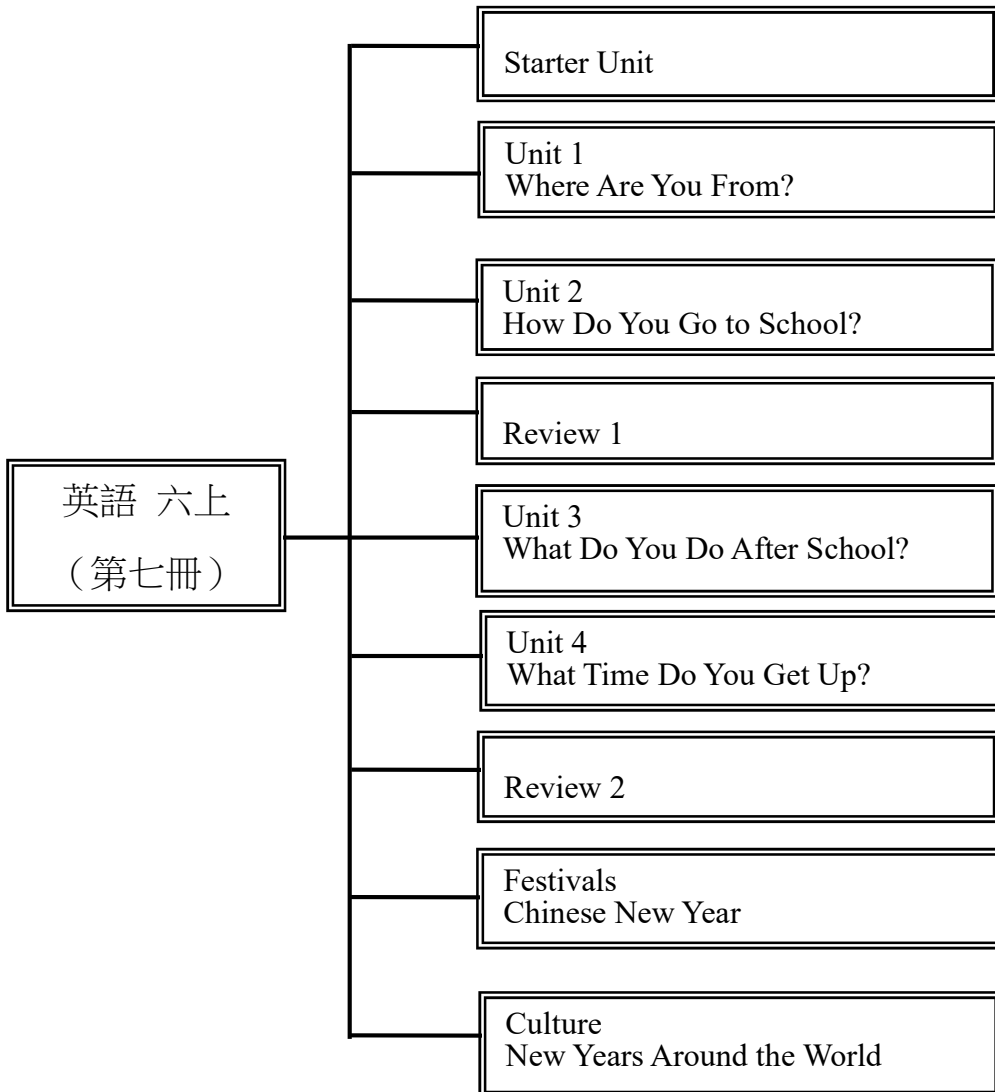 Starter Unit
Unit 1
Where Are You From?
Unit 2
How Do You Go to School?
Review 1
英語 六上
（第七冊）
Unit 3
What Do You Do After School?
Unit 4
What Time Do You Get Up?
Review 2
Festivals
Chinese New Year
Culture
New Years Around the World